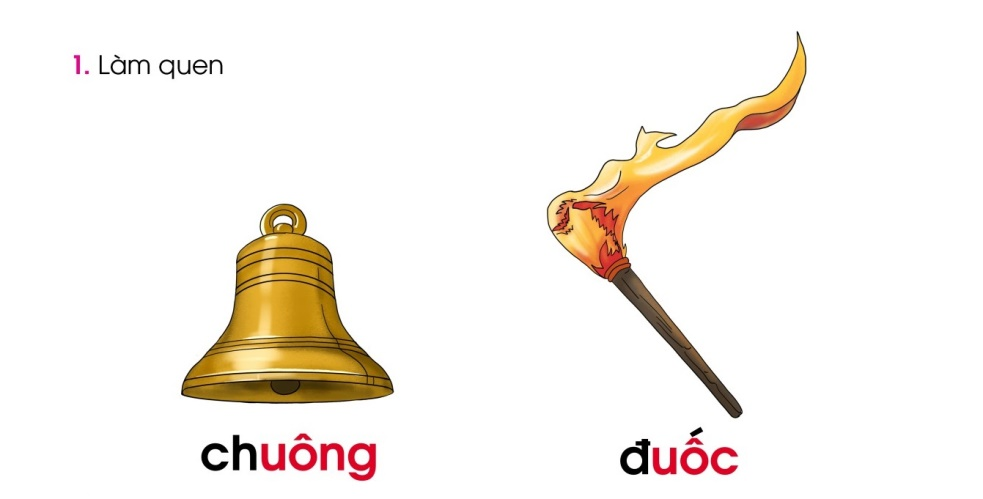 1. Làm quen
chuông
đuốc